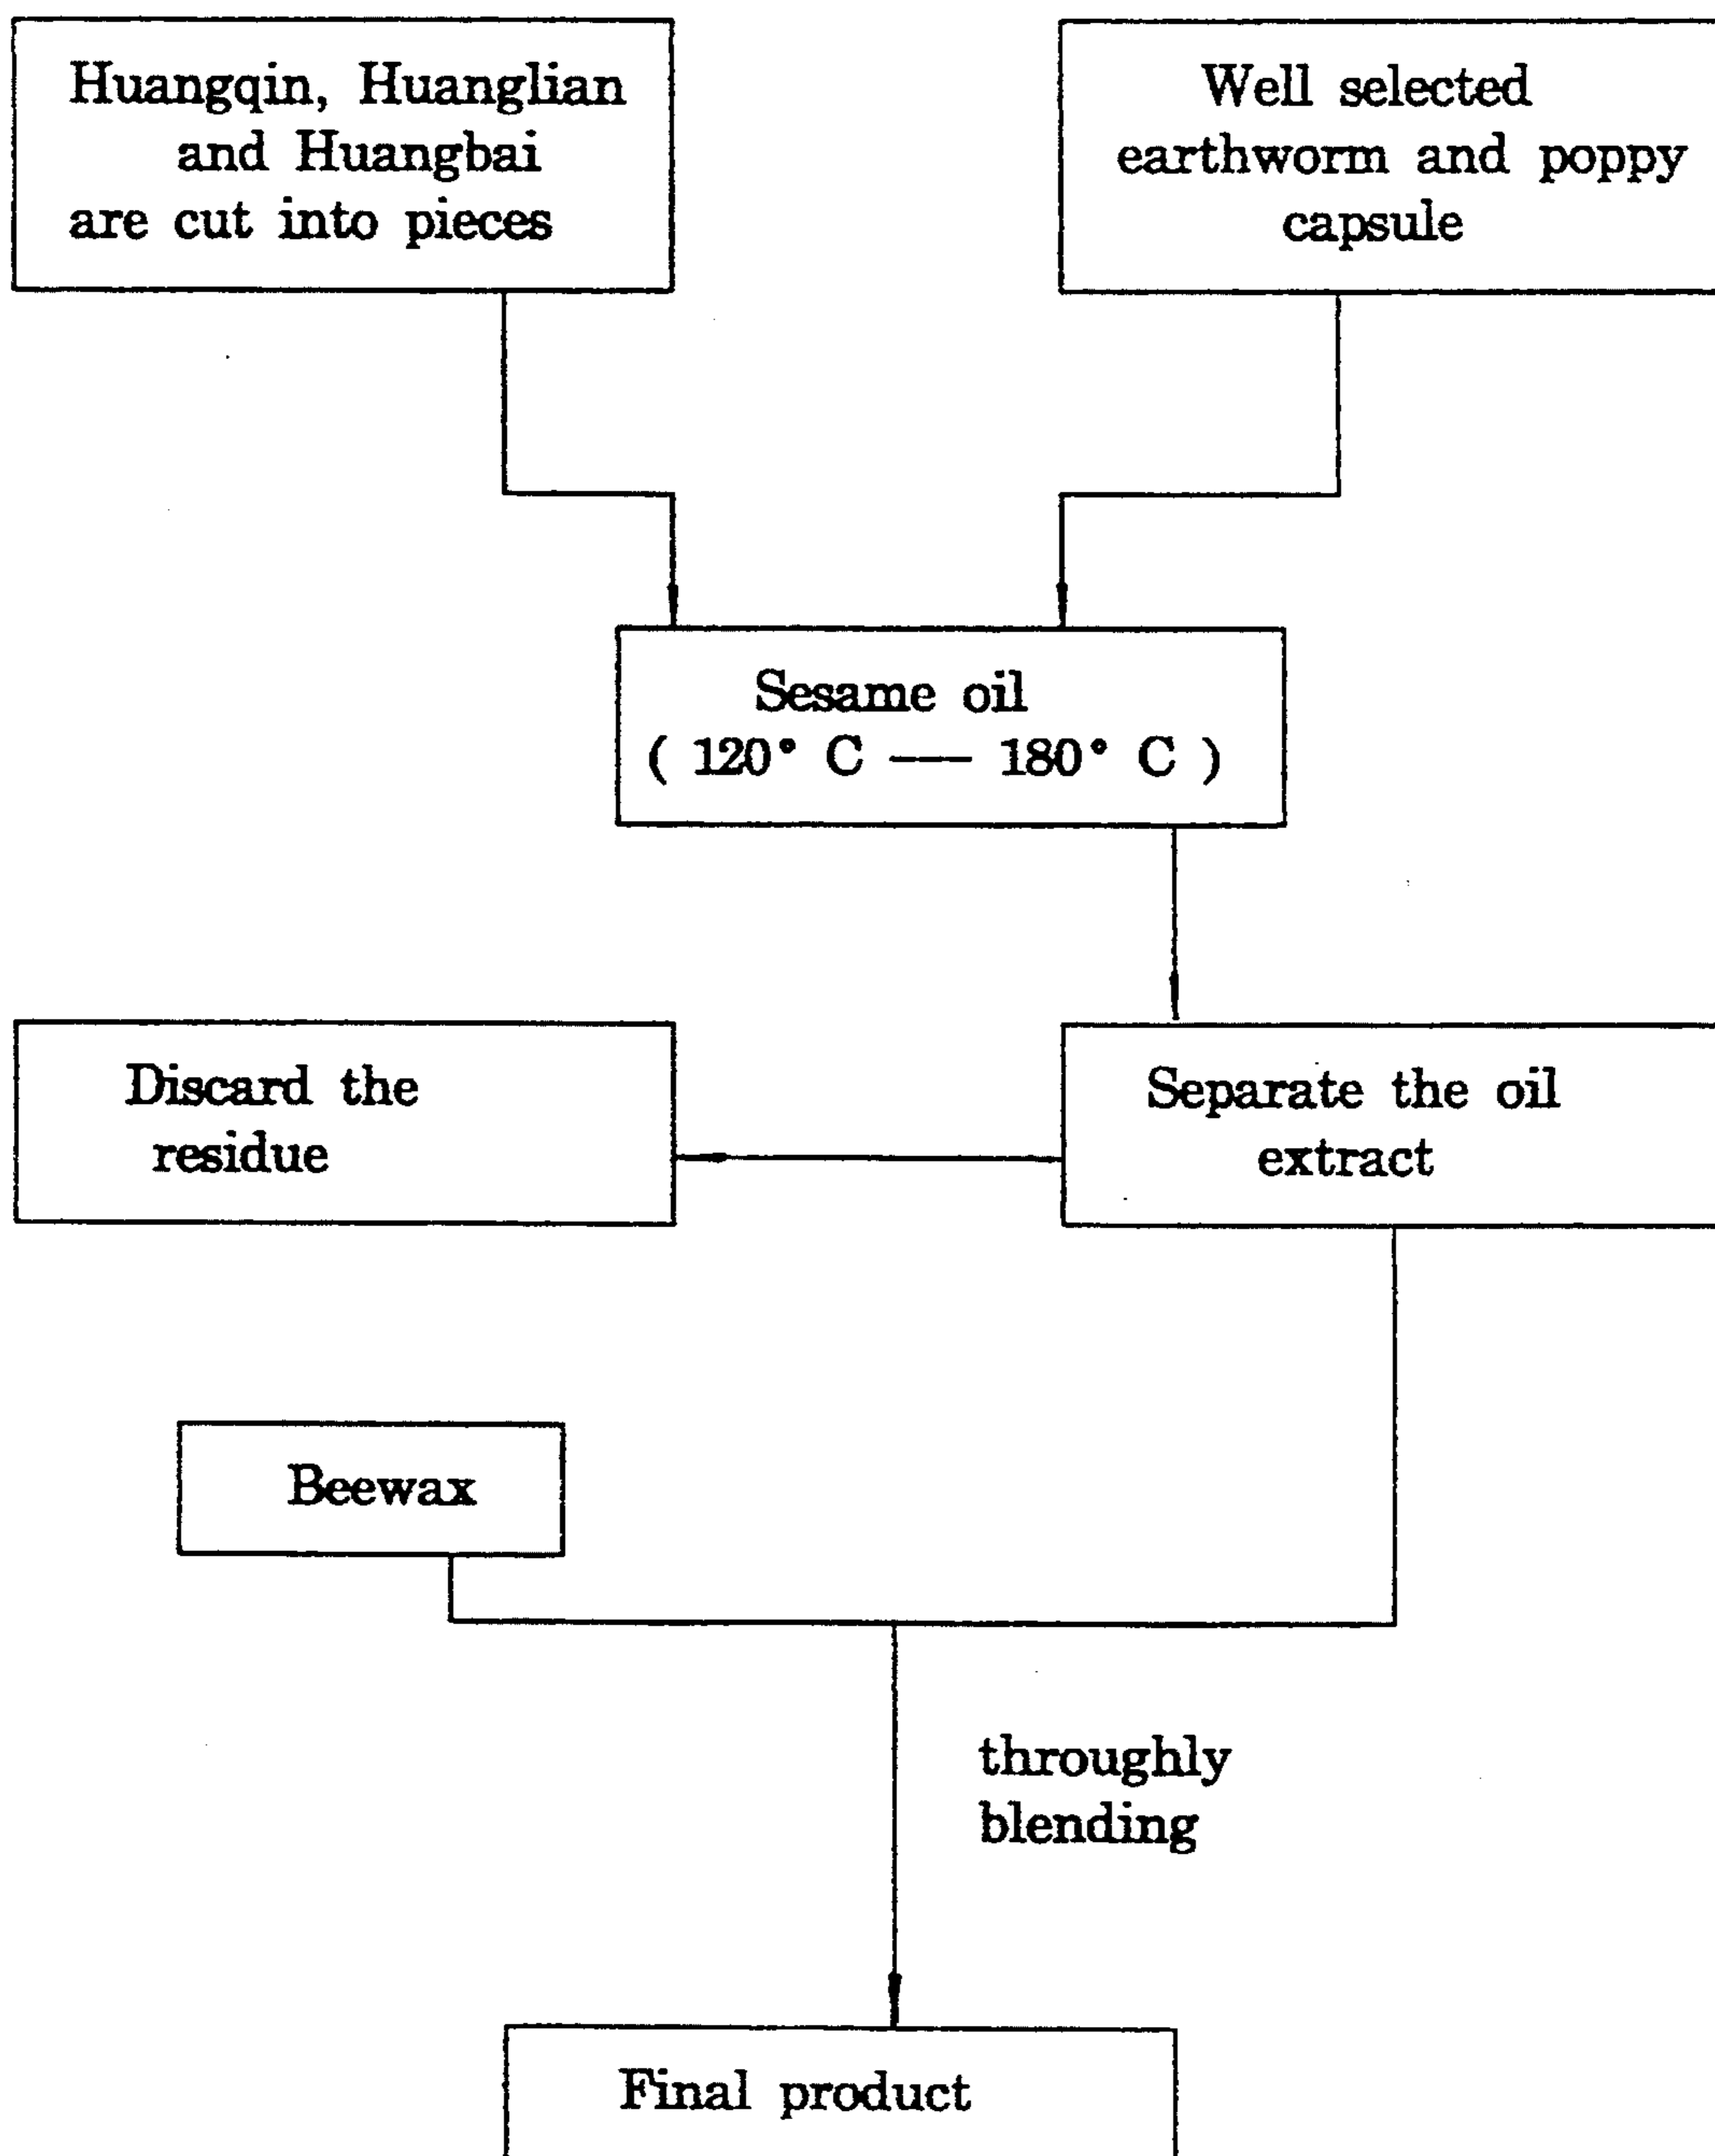 Huangqin, Huanglian
and Huangbai
are cut into pieces
Well selected
earthworm and poppy
capsule
Sesame oil
( 120° C — 180° C )
Discard the
residue
Separate the oil
extract
Beewax
throughly
blending
Final product